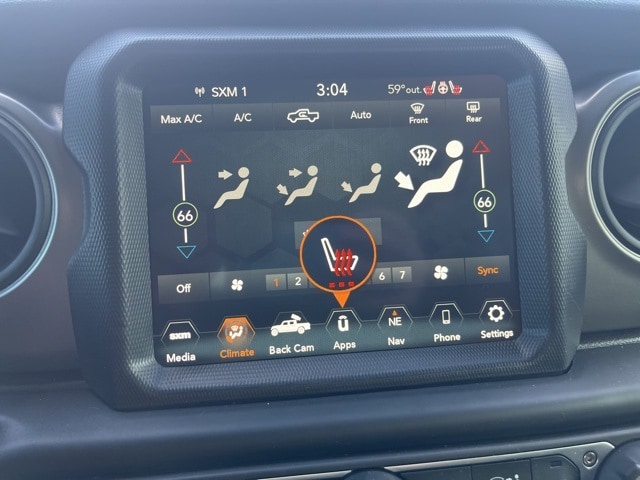 SXM 1 3:04 59° out.
Max A/C A/C Auto Front Rear
66 66
Off 1 2 6 7 Sync
sxm NE
Media Climate Back Cam Apps Nav Phone Settings